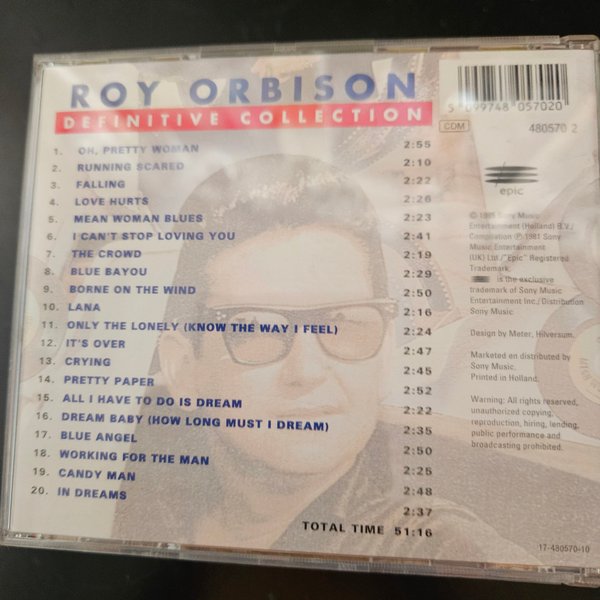 ROY ORBISON
DEFINITIVE COLLECTION
1. OH, PRETTY WOMAN 2:55
2. RUNNING SCARED 2:10
3. FALLING 2:22
4. LOVE HURTS 2:26
5. MEAN WOMAN BLUES 2:23
6. I CAN'T STOP LOVING YOU 2:41
7. THE CROWD 2:19
8. BLUE BAYOU 2:29
9. BORNE ON THE WIND 2:50
10. LANA 2:16
11. ONLY THE LONELY (KNOW THE WAY I FEEL) 2:24
12. IT'S OVER 2:47
13. CRYING 2:45
14. PRETTY PAPER 2:52
15. ALL I HAVE TO DO IS DREAM 2:22
16. DREAM BABY (HOW LONG MUST I DREAM) 2:35
17. BLUE ANGEL 2:50
18. WORKING FOR THE MAN 2:25
19. CANDY MAN 2:48
20. IN DREAMS 2:37
TOTAL TIME 51:16
5 099748 057020
CDM
480570 2
epic
© 1995 Sony Music
Entertainment (Holland) B.V./
Compilation ℗ 1981 Sony
Music Entertainment
(UK) Ltd./"Epic" Registered
Trademark.
is the exclusive
trademark of Sony Music
Entertainment Inc./Distribution
Sony Music.
Design by Meter, Hilversum.
Marketed en distributed by
Sony Music.
Printed in Holland.
Warning: All rights reserved,
unauthorized copying,
reproduction, hiring, lending,
public performance and
broadcasting prohibited.
17-480570-10